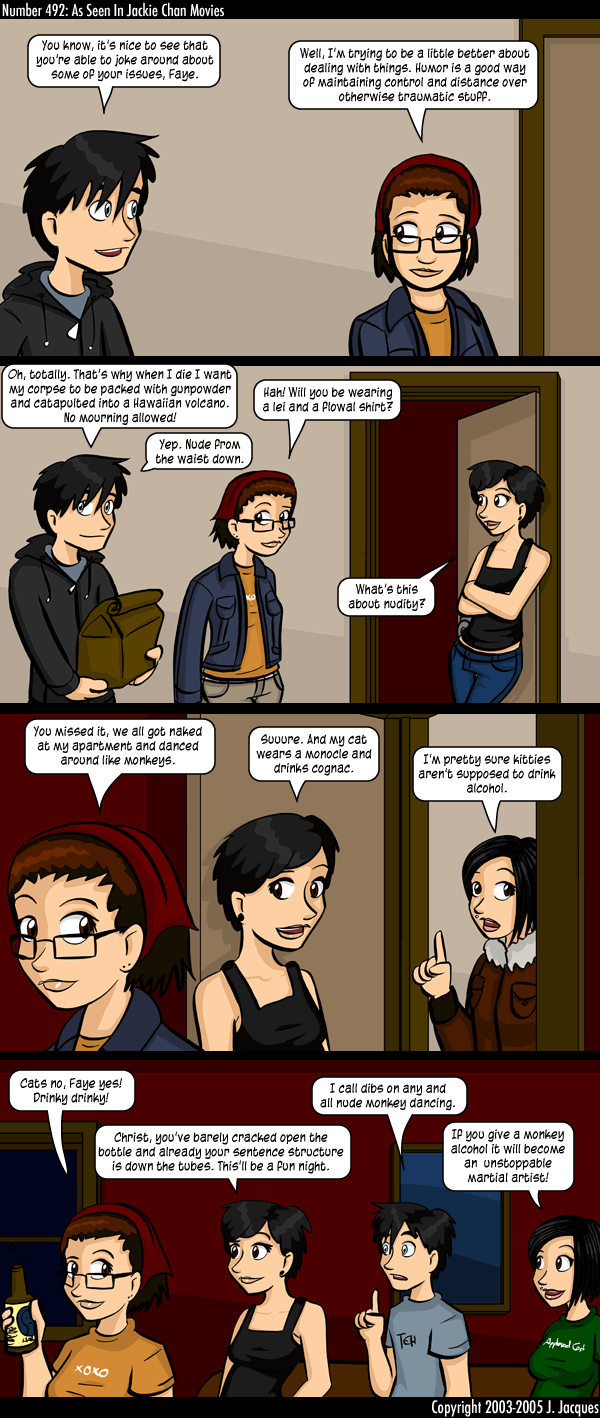 Number 492: As Seen In Jackie Chan Movies
You know, it's nice to see that
you're able to joke around about
some of your issues, Faye.
Well, I'm trying to be a little better about
dealing with things. Humor is a good way
of maintaining control and distance over
otherwise traumatic stuff.
Oh, totally. That's why when I die I want
my corpse to be packed with gunpowder
and catapulted into a Hawaiian volcano.
No mourning allowed!
Hah! Will you be wearing
a lei and a flowal shirt?
Yep. Nude from
the waist down.
XO
What's this
about nudity?
You missed it, we all got naked
at my apartment and danced
around like monkeys.
Suuure. And my cat
wears a monocle and
drinks cognac.
I'm pretty sure kitties
aren't supposed to drink
alcohol.
Cats no, Faye yes!
Drinky drinky!
Christ, you've barely cracked open the
bottle and already your sentence structure
is down the tubes. This'll be a fun night.
I call dibs on any and
all nude monkey dancing.
If you give a monkey
alcohol it will become
an unstoppable
martial artist!
XOXO
TEH
Copyright 2003-2005 J. Jacques